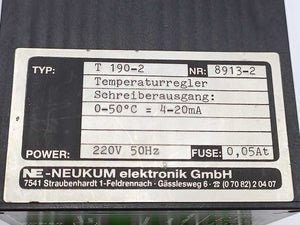 TYP: T 190-2 NR: 8913-2
Temperaturregler
Schreiberausgang:
0-50°C = 4-20mA
POWER: 220V 50Hz FUSE: 0,05At
NE-NEUKUM elektronik GmbH
7541 Straubenhardt 1-Feldrennach · Gässlesweg 6 · ☎ (0 70 82) 2 04 07